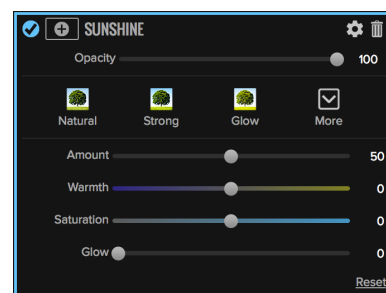 SUNSHINE
Opacity 100
Natural Strong Glow More
Amount 50
Warmth 0
Saturation 0
Glow 0
Reset